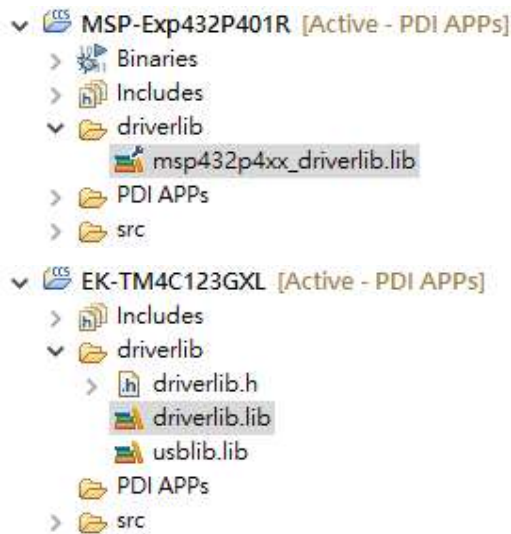 MSP-Exp432P401R [Active - PDI APPs]
Binaries
Includes
driverlib
msp432p4xx_driverlib.lib
PDI APPs
src
EK-TM4C123GXL [Active - PDI APPs]
Includes
driverlib
driverlib.h
driverlib.lib
usblib.lib
PDI APPs
src